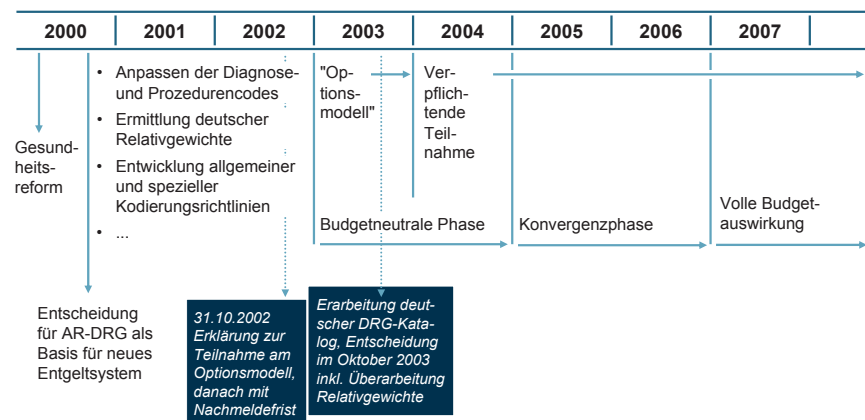 2000 2001 2002 2003 2004 2005 2006 2007
Gesund-
heits-
reform
• Anpassen der Diagnose-
und Prozedurencodes
• Ermittlung deutscher
Relativgewichte
• Entwicklung allgemeiner
und spezieller
Kodierungsrichtlinien
• ...
"Op-
tions-
modell"
Ver-
pflich-
tende
Teil-
nahme
Budgetneutrale Phase
Konvergenzphase
Volle Budget-
auswirkung
Entscheidung
für AR-DRG als
Basis für neues
Entgeltsystem
31.10.2002
Erklärung zur
Teilnahme am
Optionsmodell,
danach mit
Nachmeldefrist
Erarbeitung deut-
scher DRG-Kata-
log, Entscheidung
im Oktober 2003
inkl. Überarbeitung
Relativgewichte